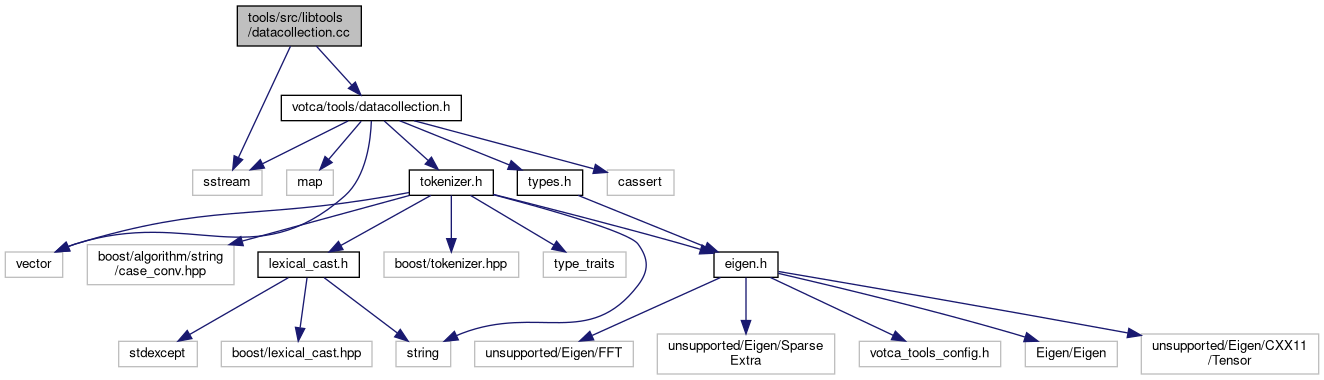 tools/src/libtools
/datacollection.cc
votca/tools/datacollection.h
sstream
map
tokenizer.h
types.h
cassert
vector
boost/algorithm/string
/case_conv.hpp
lexical_cast.h
boost/tokenizer.hpp
type_traits
eigen.h
stdexcept
boost/lexical_cast.hpp
string
unsupported/Eigen/FFT
unsupported/Eigen/Sparse
Extra
votca_tools_config.h
Eigen/Eigen
unsupported/Eigen/CXX11
/Tensor